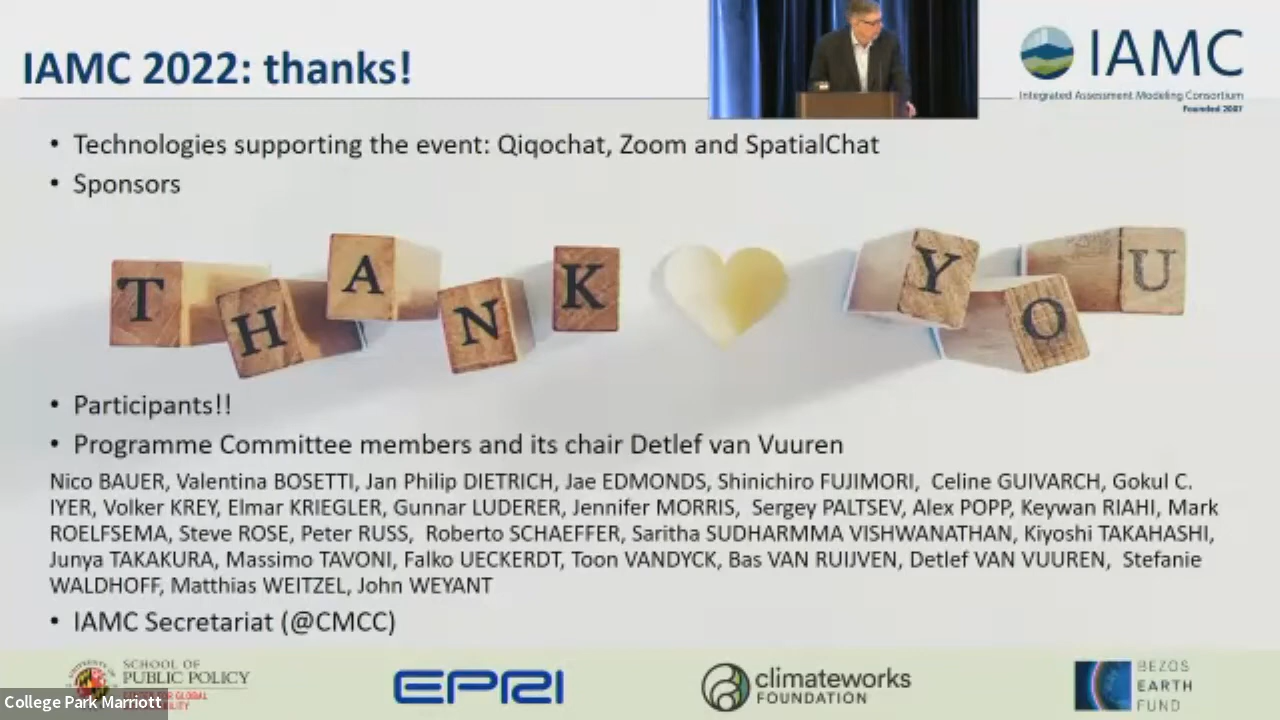 IAMC 2022: thanks!
IAMC
Integrated Assessment Modeling Consortium
Founded 2007
• Technologies supporting the event: Qiqochat, Zoom and SpatialChat
• Sponsors
THANK YOU
• Participants!!
• Programme Committee members and its chair Detlef van Vuuren
Nico BAUER, Valentina BOSETTI, Jan Philip DIETRICH, Jae EDMONDS, Shinichiro FUJIMORI, Celine GUIVARCH, Gokul C.
IYER, Volker KREY, Elmar KRIEGLER, Gunnar LUDERER, Jennifer MORRIS, Sergey PALTSEV, Alex POPP, Keywan RIAHI, Mark
ROELFSEMA, Steve ROSE, Peter RUSS, Roberto SCHAEFFER, Saritha SUDHARMMA VISHWANATHAN, Kiyoshi TAKAHASHI,
Junya TAKAKURA, Massimo TAVONI, Falko UECKERDT, Toon VANDYCK, Bas VAN RUIJVEN, Detlef VAN VUUREN, Stefanie
WALDHOFF, Matthias WEITZEL, John WEYANT
• IAMC Secretariat (@CMCC)
SCHOOL OF
PUBLIC POLICY
FOR GLOBAL
College Park Marriott
EPRI
climateworks
FOUNDATION
BEZOS
EARTH
FUND